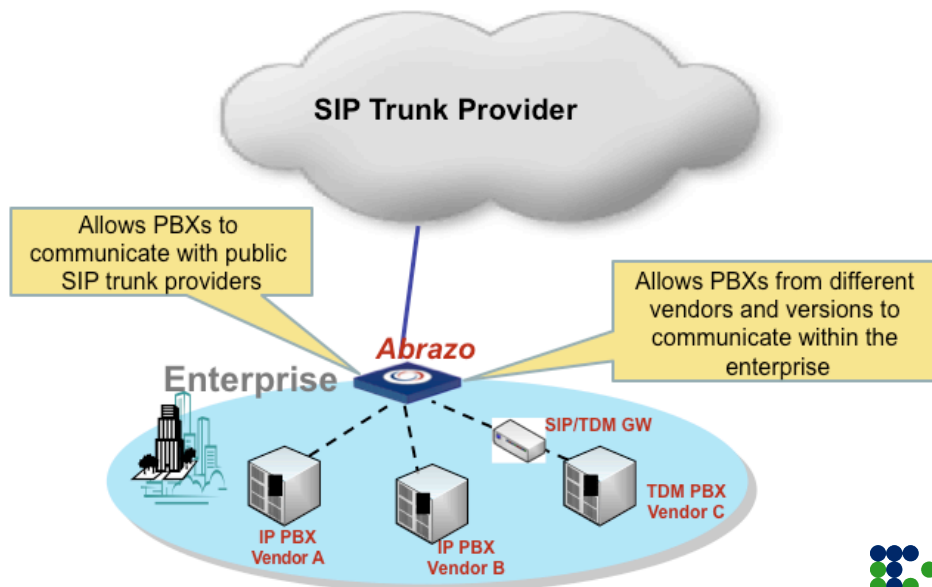 SIP Trunk Provider
Allows PBXs to
communicate with public
SIP trunk providers
Allows PBXs from different
vendors and versions to
communicate within the
enterprise
Abrazo
Enterprise
SIP/TDM GW
IP PBX
Vendor A
IP PBX
Vendor B
TDM PBX
Vendor C